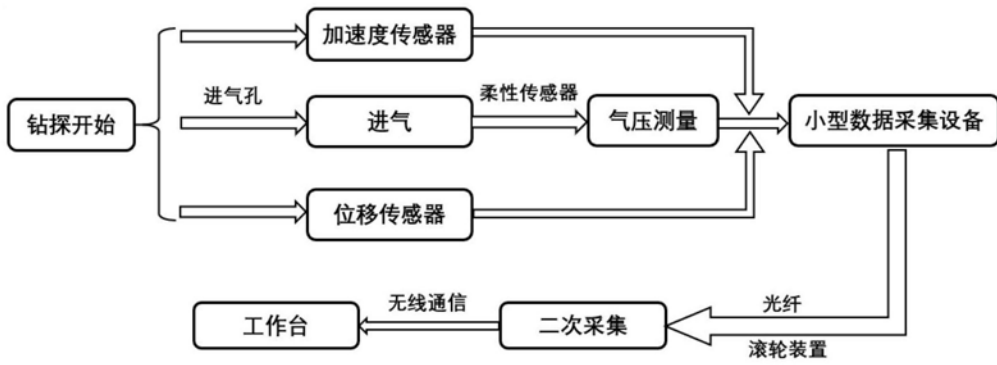 加速度传感器
进气孔
柔性传感器
钻探开始
进气
气压测量
小型数据采集设备
位移传感器
无线通信
光纤
工作台
二次采集
滚轮装置